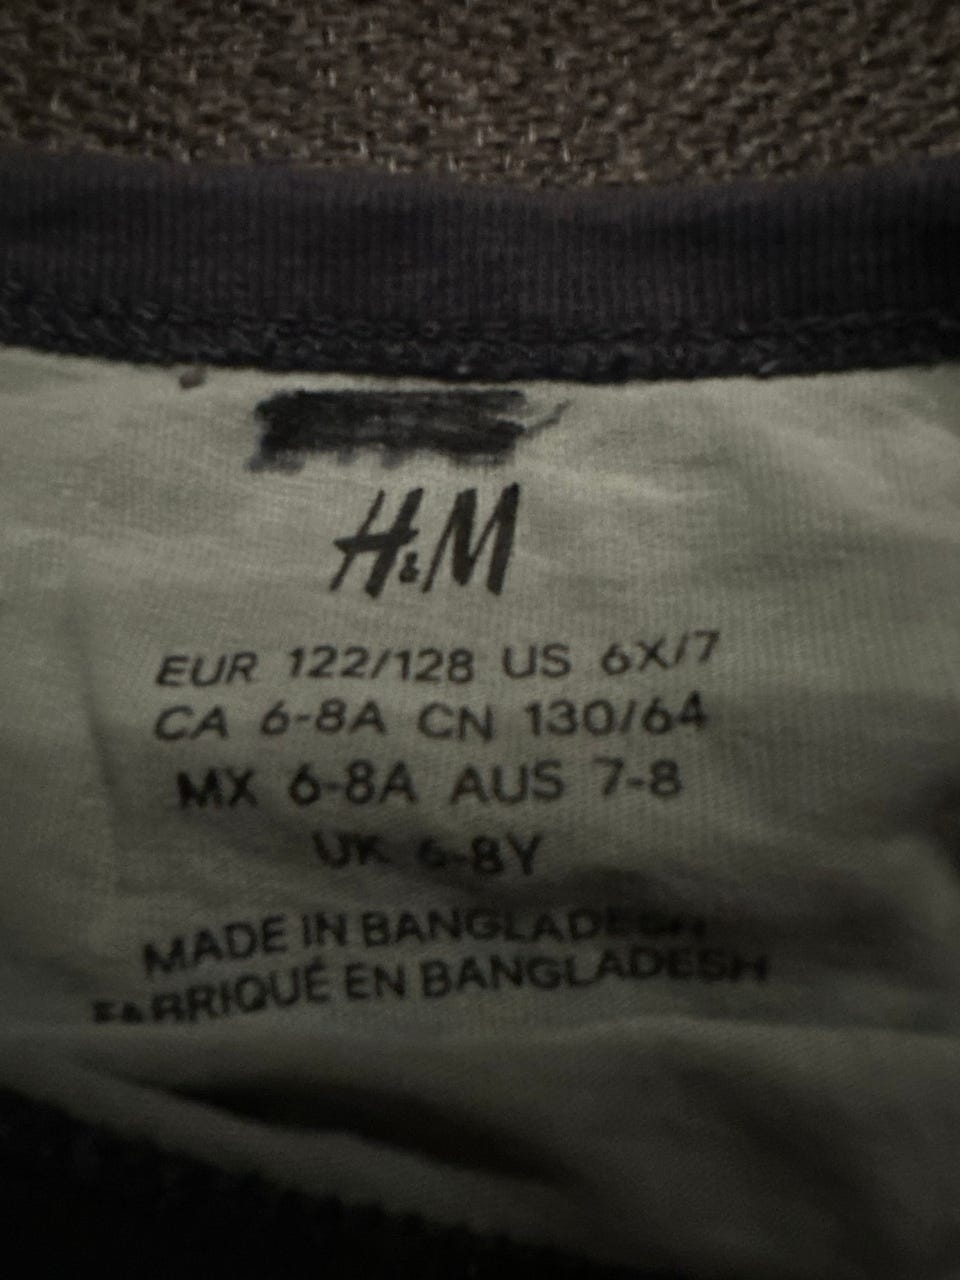 H&M
EUR 122/128 US 6X/7
CA 6-8A CN 130/64
MX 6-8A AUS 7-8
UK 6-8Y
MADE IN BANGLADESH
FABRIQUÉ EN BANGLADESH